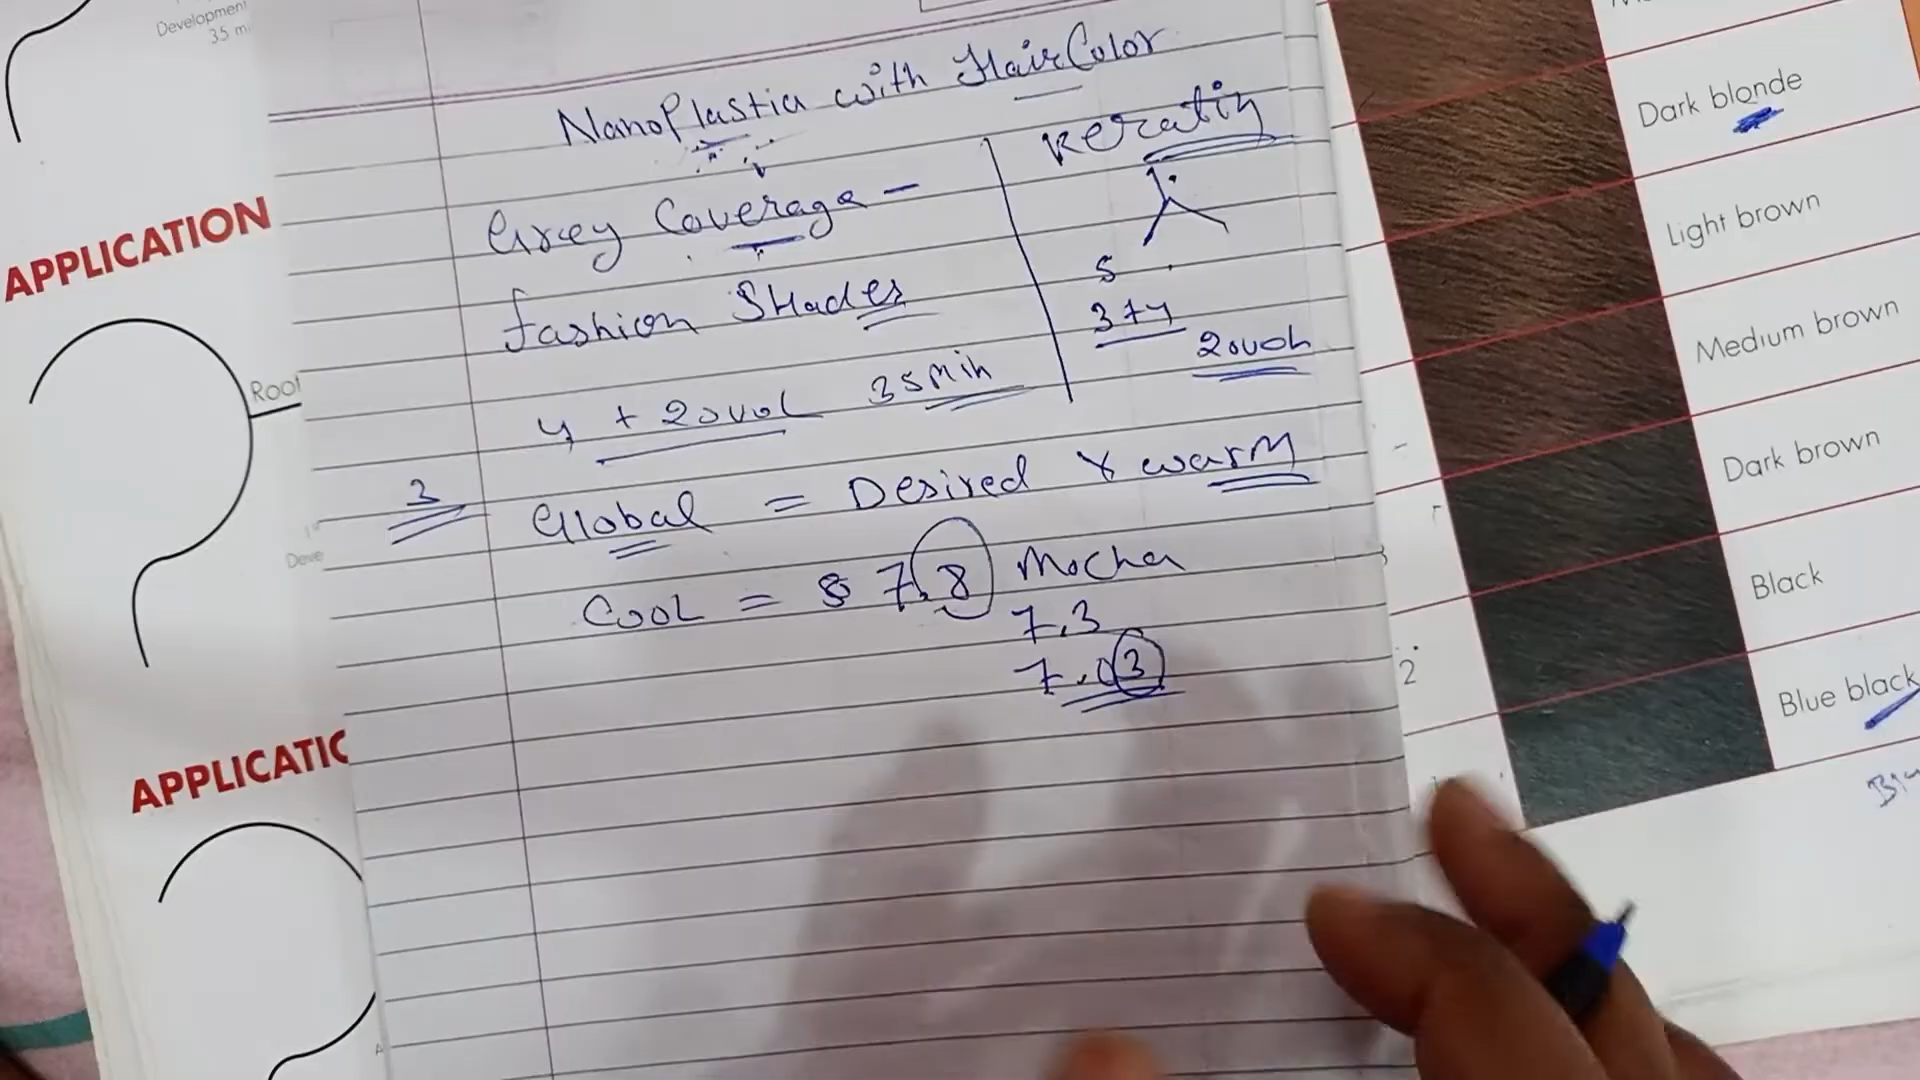 Development
35 m
NanoPlastia with HairColor
Keratin
Grey Coverage -
Fashion Shades
5
3+4
20vol
4 + 20vol 35Min
3
Global = Desired X warm
Cool = 8 7.8 Mocha
7.3
7.03
APPLICATION
Root
Deve
APPLICATIC
A
Dark blonde
Light brown
Medium brown
Dark brown
Black
Blue black
2